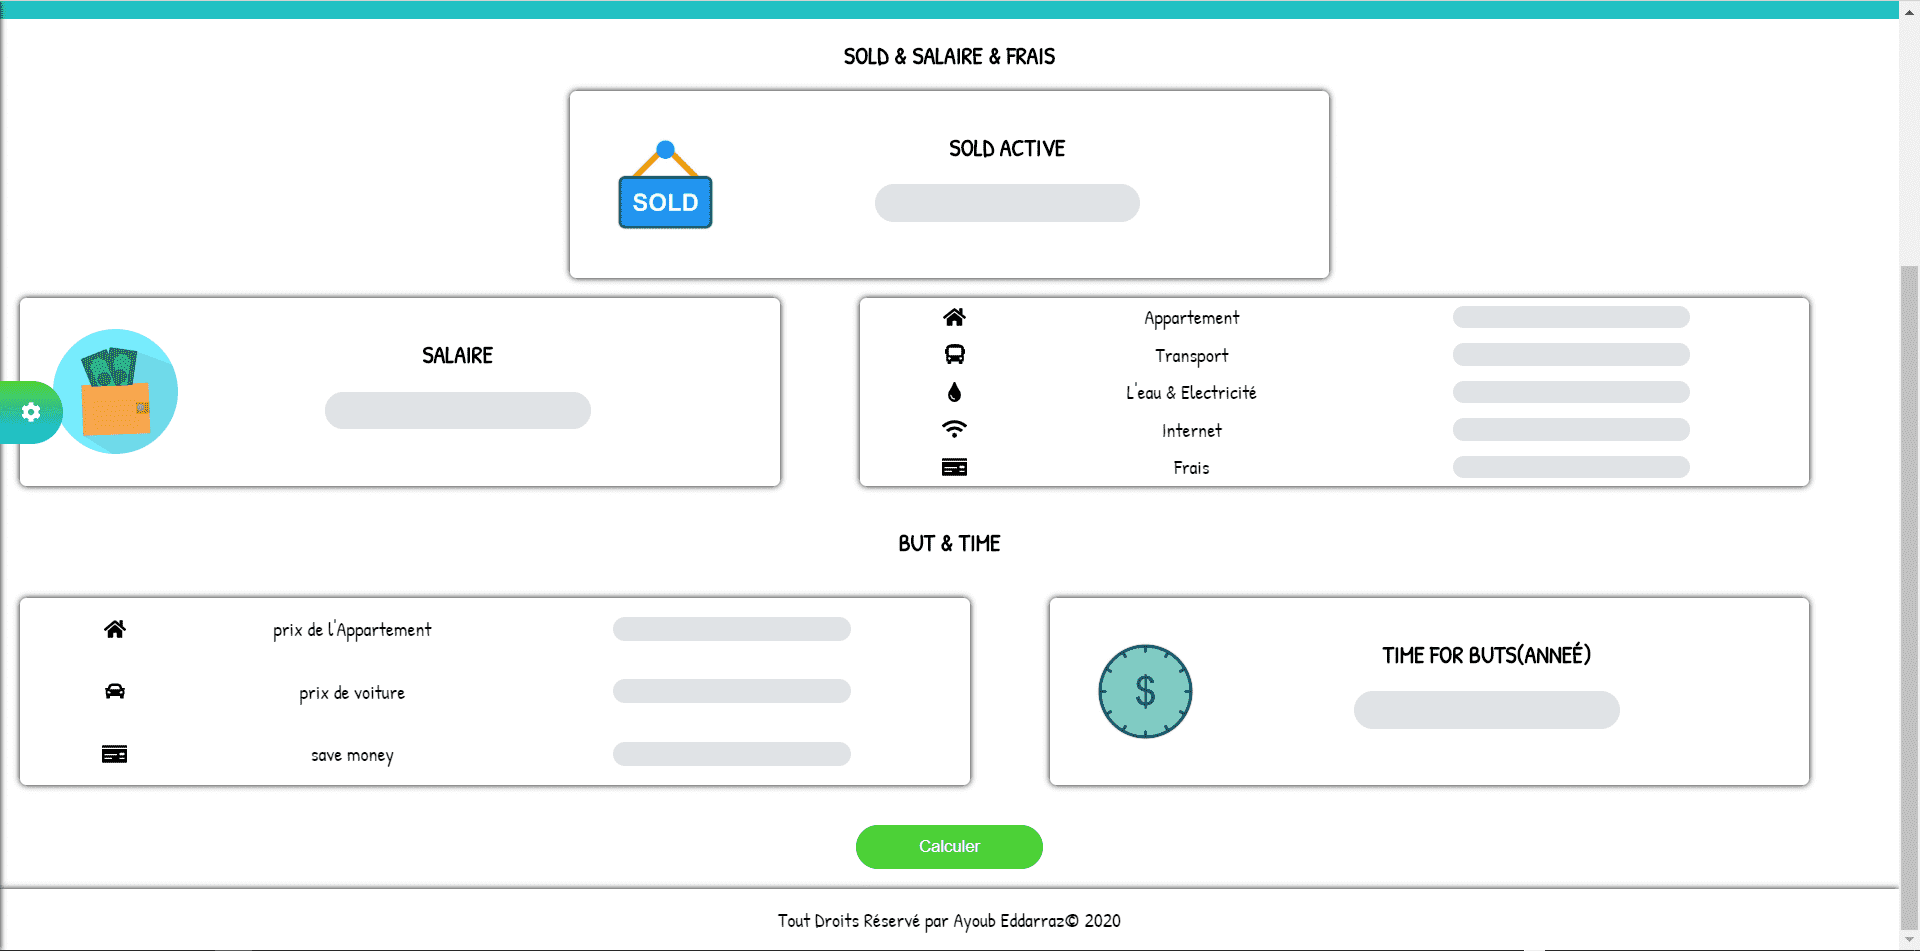 SOLD & SALAIRE & FRAIS
SOLD ACTIVE
SOLD
SALAIRE
Appartement
Transport
L'eau & Electricité
Internet
Frais
BUT & TIME
prix de l'Appartement
prix de voiture
save money
TIME FOR BUTS(ANNEÉ)
$
Calculer
Tout Droits Réservé par Ayoub Eddarraz© 2020